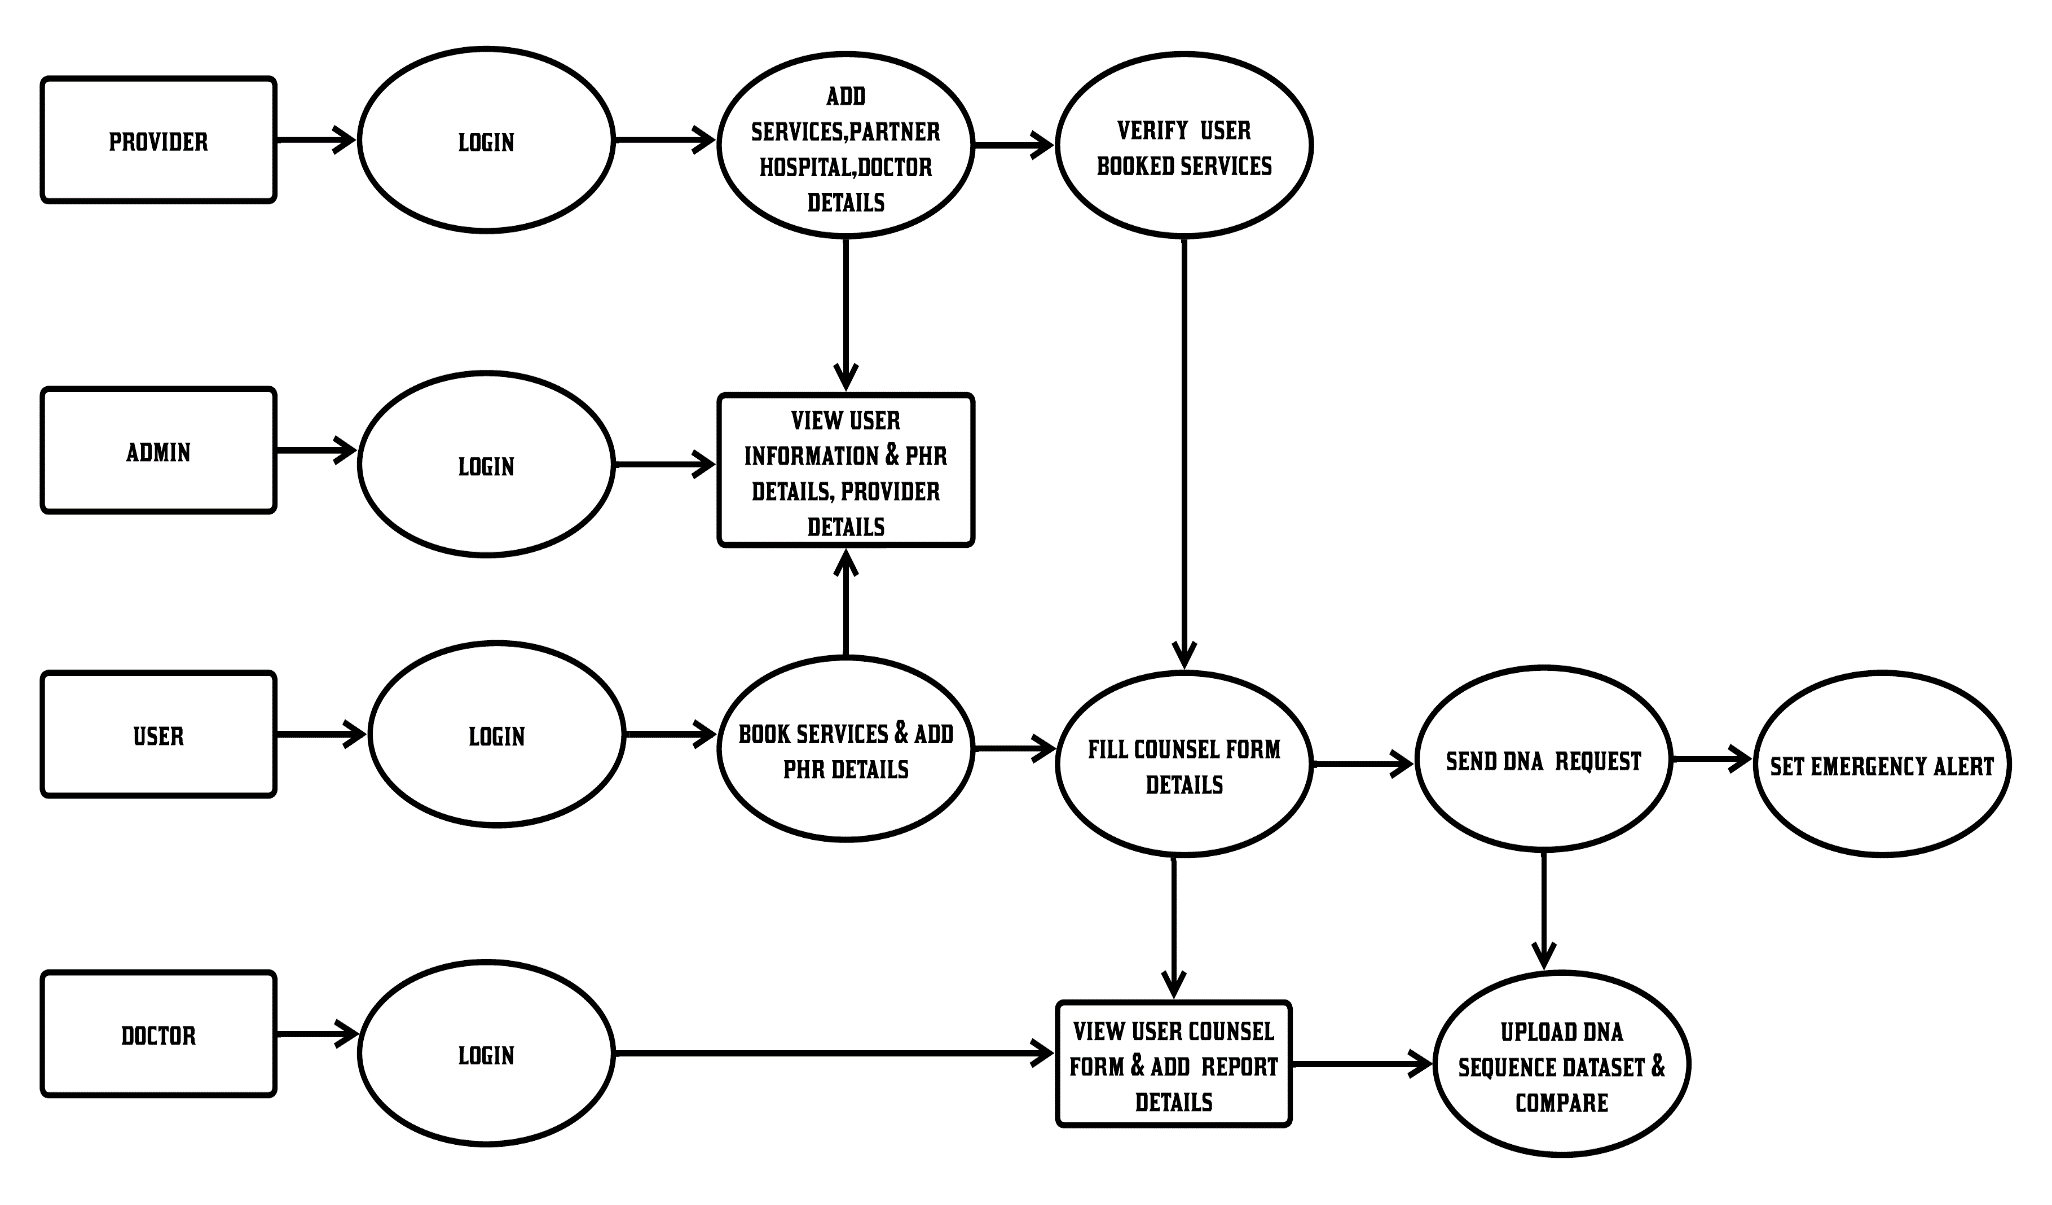 PROVIDER
LOGIN
ADD
SERVICES,PARTNER
HOSPITAL,DOCTOR
DETAILS
VERIFY USER
BOOKED SERVICES
ADMIN
LOGIN
VIEW USER
INFORMATION & PHR
DETAILS, PROVIDER
DETAILS
USER
LOGIN
BOOK SERVICES & ADD
PHR DETAILS
FILL COUNSEL FORM
DETAILS
SEND DNA REQUEST
SET EMERGENCY ALERT
DOCTOR
LOGIN
VIEW USER COUNSEL
FORM & ADD REPORT
DETAILS
UPLOAD DNA
SEQUENCE DATASET &
COMPARE